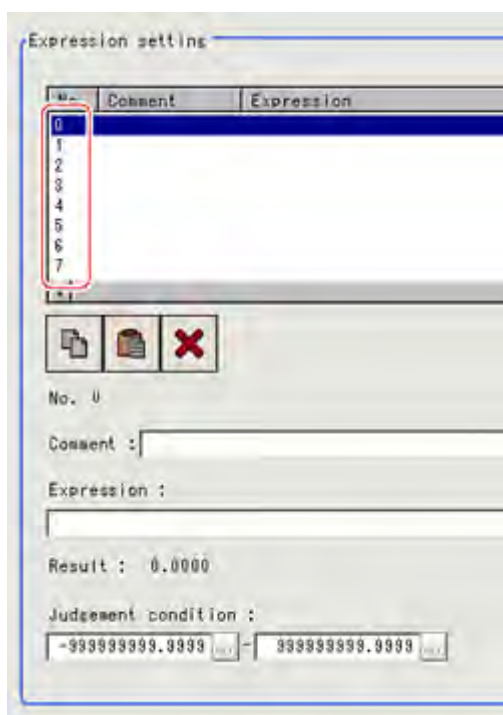 Expression setting
No. Comment Expression
0
1
2
3
4
5
6
7
No. 0
Comment :
Expression :
Result : 0.0000
Judgement condition :
-999999999.9999 ... - 999999999.9999 ...